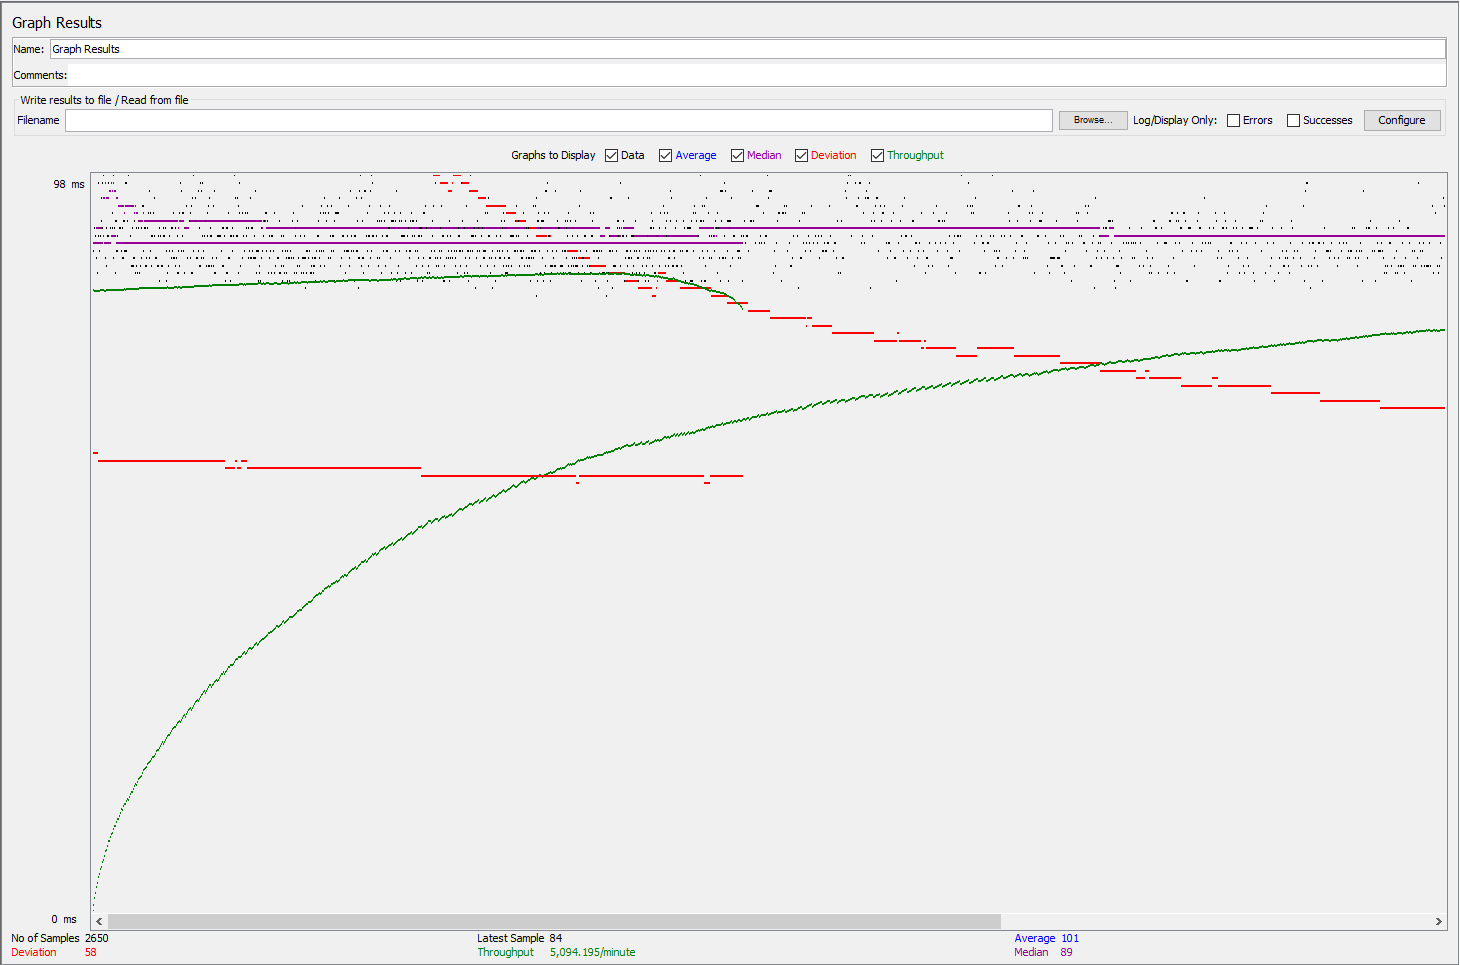 Graph Results
Name: Graph Results
Comments:
Write results to file / Read from file
Filename Browse... Log/Display Only: Errors Successes Configure
Graphs to Display Data Average Median Deviation Throughput
98 ms
0 ms
No of Samples 2650 Latest Sample 84 Average 101
Deviation 58 Throughput 5,094.195/minute Median 89